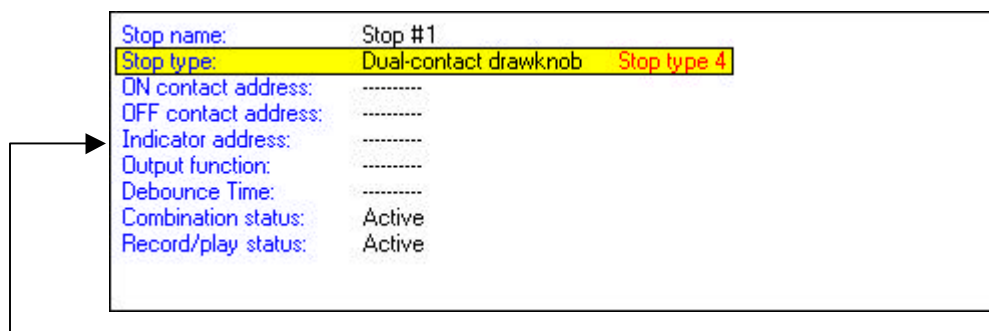 Stop name: Stop #1
Stop type: Dual-contact drawknob Stop type 4
ON contact address: ----------
OFF contact address: ----------
Indicator address: ----------
Output function: ----------
Debounce Time: ----------
Combination status: Active
Record/play status: Active